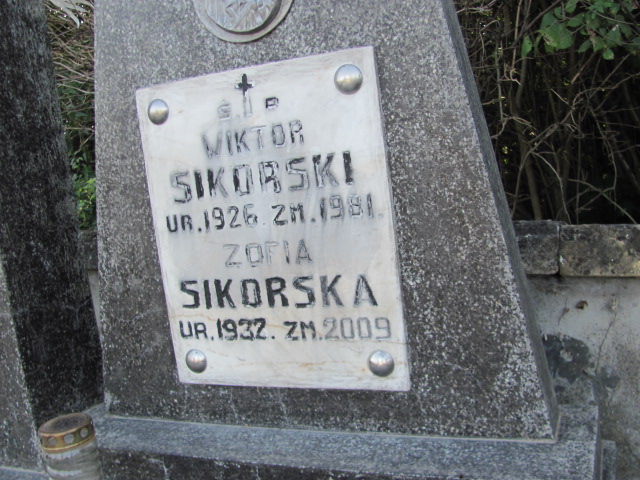 Ś. I P
WIKTOR
SIKORSKI
UR.1926. ZM.1981.
ZOFIA
SIKORSKA
UR.1932. ZM.2009